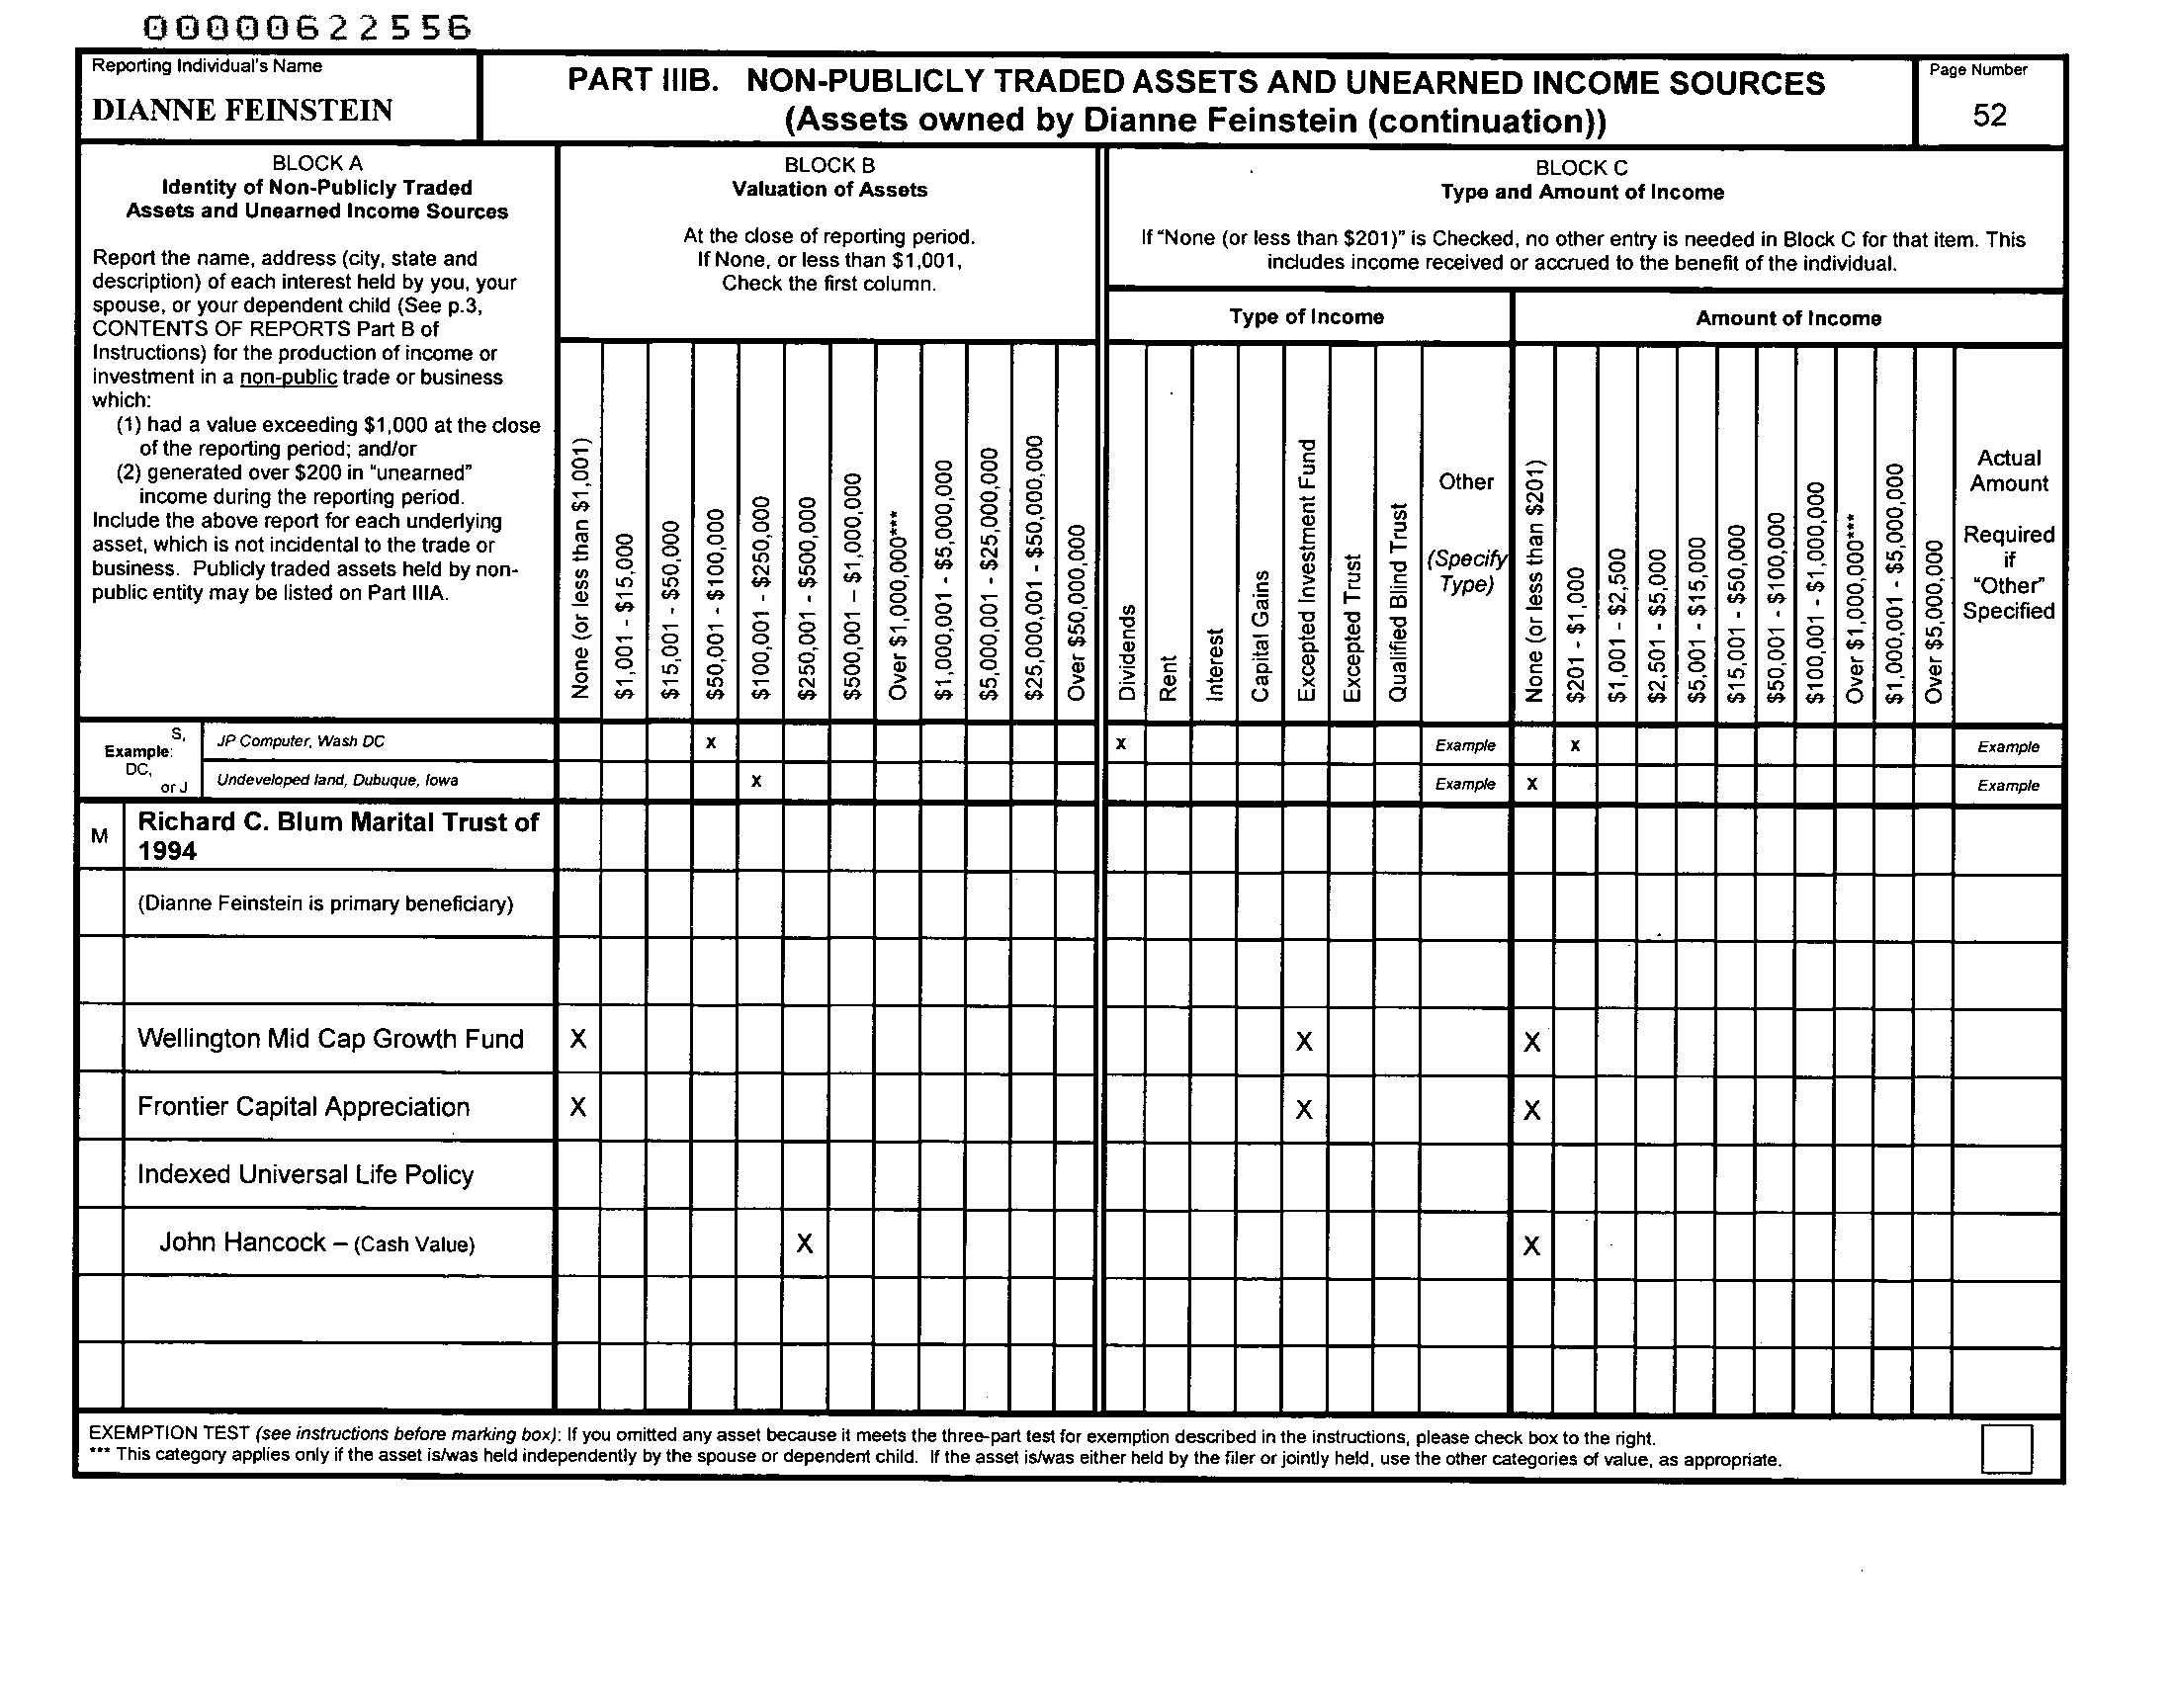 00000622556
Reporting Individual's Name
DIANNE FEINSTEIN
PART IIIB. NON-PUBLICLY TRADED ASSETS AND UNEARNED INCOME SOURCES
(Assets owned by Dianne Feinstein (continuation))
Page Number
52
BLOCK A
Identity of Non-Publicly Traded
Assets and Unearned Income Sources
Report the name, address (city, state and
description) of each interest held by you, your
spouse, or your dependent child (See p.3,
CONTENTS OF REPORTS Part B of
Instructions) for the production of income or
investment in a non-public trade or business
which:
(1) had a value exceeding $1,000 at the close
of the reporting period; and/or
(2) generated over $200 in "unearned"
income during the reporting period.
Include the above report for each underlying
asset, which is not incidental to the trade or
business. Publicly traded assets held by non-
public entity may be listed on Part IIIA.
BLOCK B
Valuation of Assets
At the close of reporting period.
If None, or less than $1,001,
Check the first column.
None (or less than $1,001)
$1,001 - $15,000
$15,001 - $50,000
$50,001 - $100,000
$100,001 - $250,000
$250,001 - $500,000
$500,001 – $1,000,000
Over $1,000,000***
$1,000,001 - $5,000,000
$5,000,001 - $25,000,000
$25,000,001 - $50,000,000
Over $50,000,000
BLOCK C
Type and Amount of Income
If "None (or less than $201)" is Checked, no other entry is needed in Block C for that item. This
includes income received or accrued to the benefit of the individual.
Type of Income
Dividends
Rent
Interest
Capital Gains
Excepted Investment Fund
Excepted Trust
Qualified Blind Trust
Other
(Specify
Type)
Amount of Income
None (or less than $201)
$201 - $1,000
$1,001 - $2,500
$2,501 - $5,000
$5,001 - $15,000
$15,001 - $50,000
$50,001 - $100,000
$100,001 - $1,000,000
Over $1,000,000***
$1,000,001 - $5,000,000
Over $5,000,000
Actual
Amount
Required
if
"Other"
Specified
S,
Example:
DC,
or J
JP Computer, Wash DC X X Example X Example
Undeveloped land, Dubuque, Iowa X Example X Example
M Richard C. Blum Marital Trust of
1994
(Dianne Feinstein is primary beneficiary)
Wellington Mid Cap Growth Fund X X X
Frontier Capital Appreciation X X X
Indexed Universal Life Policy
John Hancock – (Cash Value) X X
EXEMPTION TEST (see instructions before marking box): If you omitted any asset because it meets the three-part test for exemption described in the instructions, please check box to the right.
*** This category applies only if the asset is/was held independently by the spouse or dependent child. If the asset is/was either held by the filer or jointly held, use the other categories of value, as appropriate.